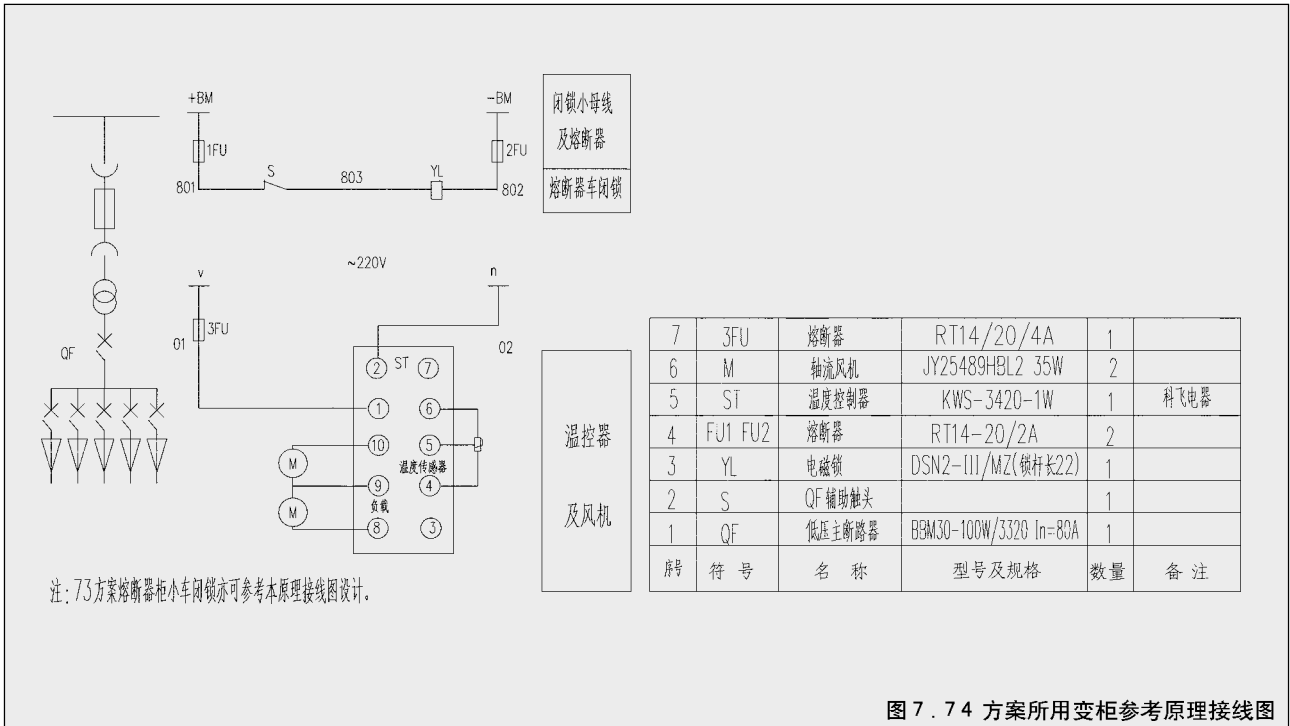 +BM
-BM
1FU
2FU
S
YL
801
803
802
闭锁小母线
及熔断器
熔断器车闭锁
~220V
v
n
3FU
01
02
QF
ST
2
7
1
6
10
5
温度传感器
9
4
负载
8
3
M
M
温控器
及风机
7 3FU 熔断器 RT14/20/4A 1
6 M 轴流风机 JY25489HBL2 35W 2
5 ST 温度控制器 KWS-3420-1W 1 科飞电器
4 FU1 FU2 熔断器 RT14-20/2A 2
3 YL 电磁锁 DSN2-III/MZ(锁杆长22) 1
2 S QF辅助触头 1
1 QF 低压主断路器 BBM30-100W/3320 In=80A 1
序号 符 号 名 称 型号及规格 数量 备 注
注:73方案熔断器柜小车闭锁亦可参考本原理接线图设计。
图7.74 方案所用变柜参考原理接线图